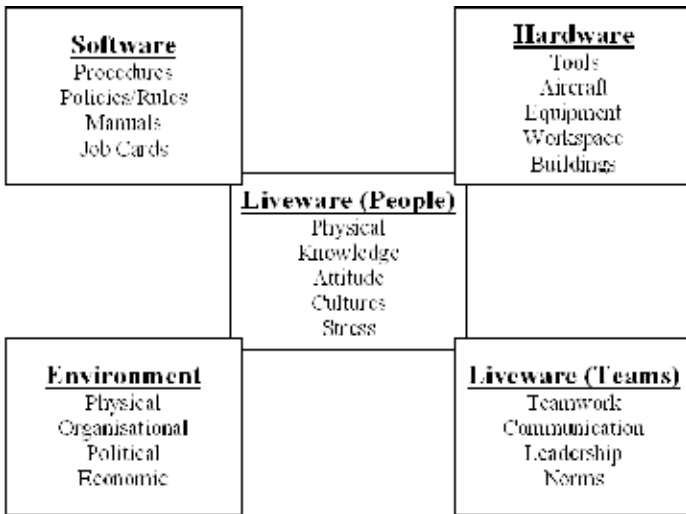 Software
Procedures
Policies/Rules
Manuals
Job Cards
Hardware
Tools
Aircraft
Equipment
Workspace
Buildings
Liveware (People)
Physical
Knowledge
Attitude
Cultures
Stress
Environment
Physical
Organisational
Political
Economic
Liveware (Teams)
Teamwork
Communication
Leadership
Norms